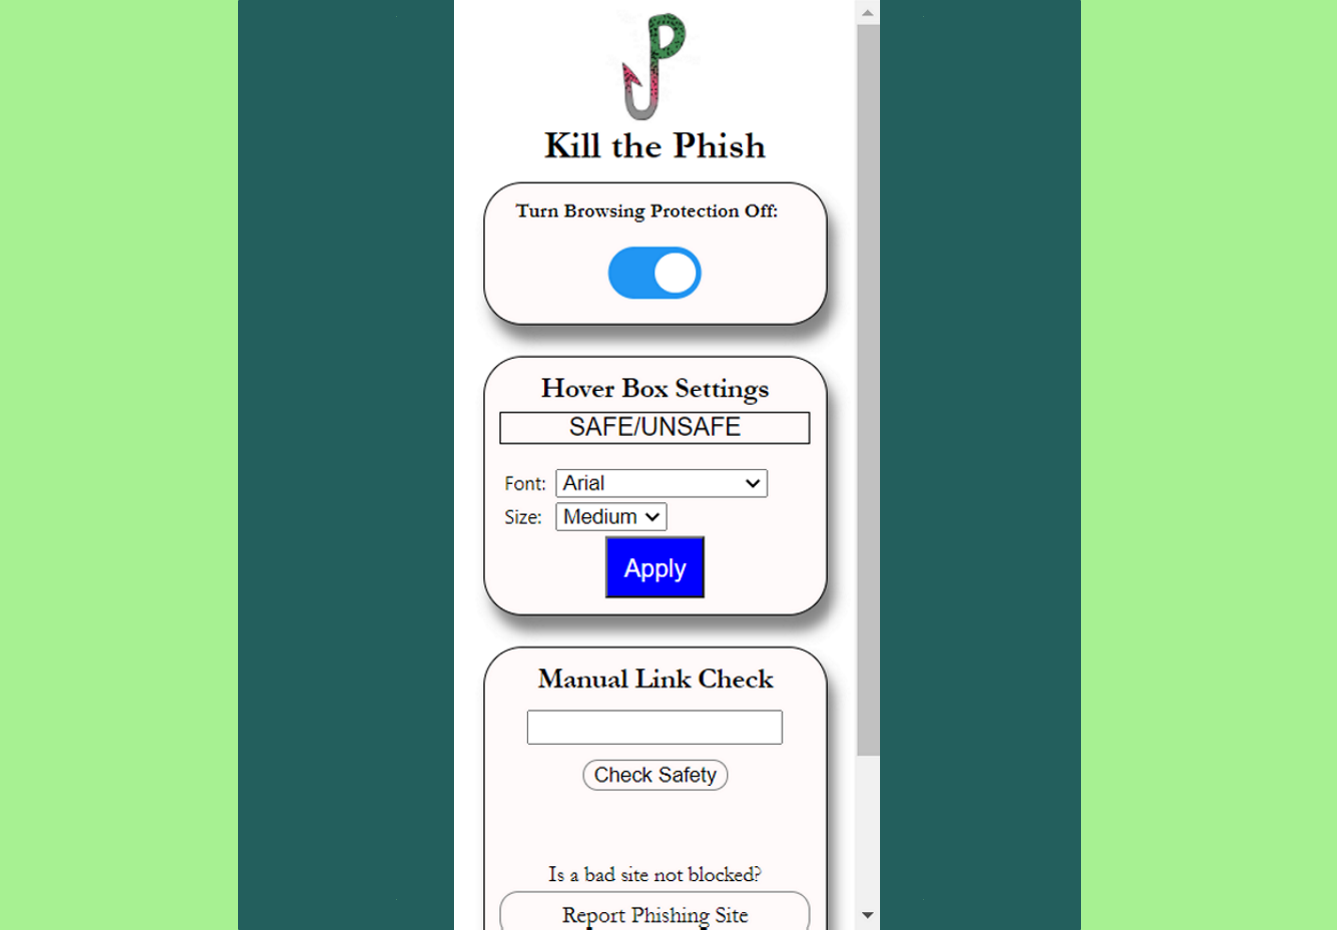 Kill the Phish
Turn Browsing Protection Off:
Hover Box Settings
SAFE/UNSAFE
Font: Arial
Size: Medium
Apply
Manual Link Check
Check Safety
Is a bad site not blocked?
Report Phishing Site